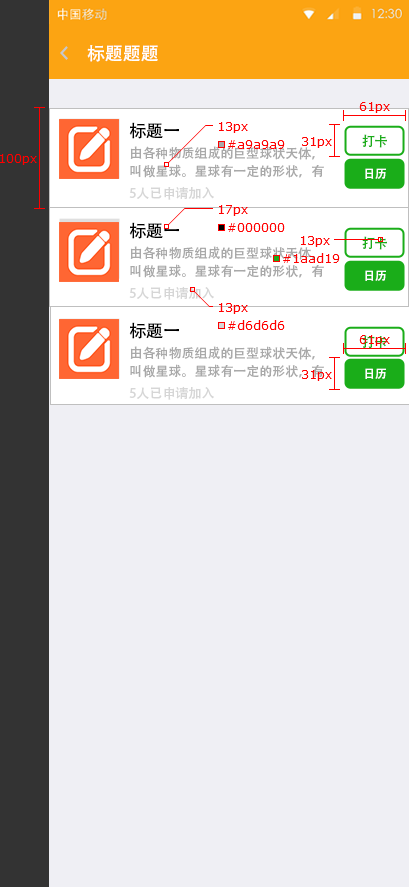 中国移动
12:30
标题题题
61px
13px
标题一
#a9a9a9
31px
打卡
由各种物质组成的巨型球状天体,
100px
叫做星球。星球有一定的形状,有
日历
5人已申请加入
17px
标题一
#000000
13px
打卡
由各种物质组成的巨型球状天体,
#1aad19
叫做星球。星球有一定的形状,有
日历
5人已申请加入
13px
#d6d6d6
标题一
61px
打卡
由各种物质组成的巨型球状天体,
叫做星球。星球有一定的形状,有
31px
日历
5人已申请加入